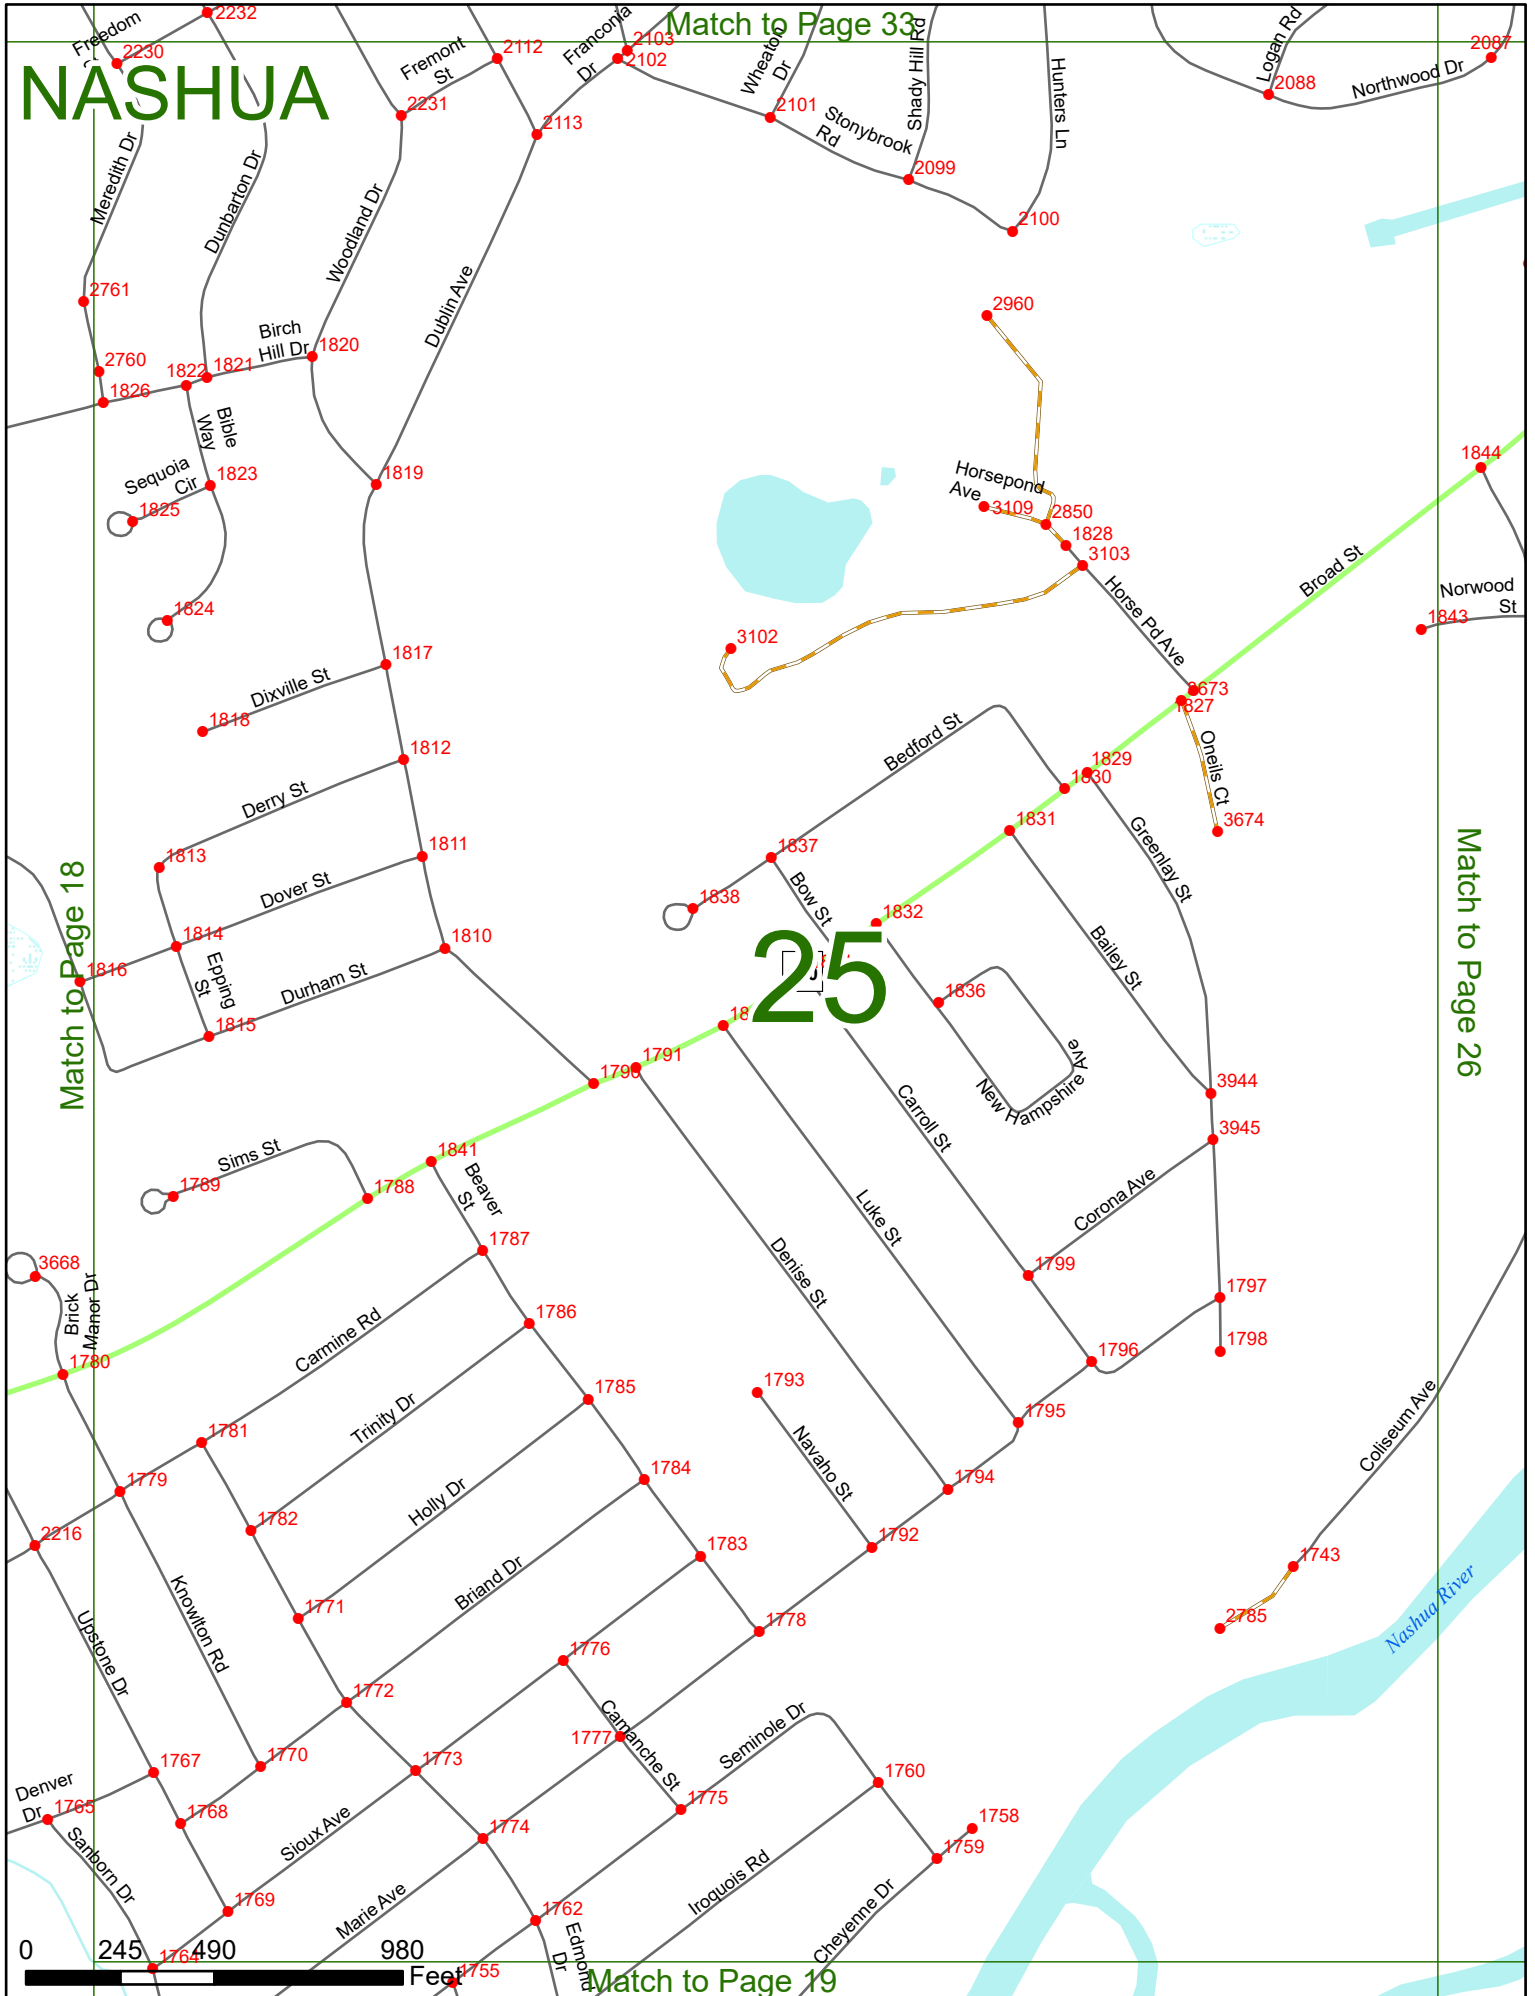 Match to Page 33
NASHUA
25
Match to Page 18
Match to Page 26
Match to Page 19
Freedom
2232
2230
Fremont
St
2112
2231
Franconia
Dr
2103
2102
2113
Wheaton
Dr
2101
Stonybrook
Rd
Shady Hill Rd
2099
Hunters Ln
2100
Logan Rd
2088
Northwood Dr
2087
Meredith Dr
Dunbarton Dr
Woodland Dr
Dublin Ave
2761
2760
1826
1822
1821
Birch
Hill Dr
1820
Bible
Way
Sequoia
Cir
1823
1825
1819
1824
2960
Horsepond
Ave
3109
2850
1828
3103
Horse Pd Ave
1844
Broad St
Norwood
St
1843
3102
3673
1827
Oneils Ct
3674
1817
Dixville St
1818
1812
Derry St
1813
1811
Dover St
1814
1810
1816
Epping
St
Durham St
1815
Bedford St
1829
1830
1831
1837
1838
Bow St
1832
Greenlay St
Bailey St
1836
New Hampshire
Ave
Carroll St
3944
3945
Corona Ave
1790
1791
Sims St
1789
1788
1841
Beaver
St
1787
Luke St
Denise St
1799
1797
1798
1796
3668
Brick
Manor Dr
1780
1786
Carmine Rd
1785
1793
1795
Trinity Dr
1781
1779
Navaho St
1794
1784
Holly Dr
1782
2216
1792
1783
Coliseum Ave
1743
2785
Nashua River
Knowlton Rd
Briand Dr
1771
Upstone Dr
1778
1776
1772
Camanche St
1777
Seminole Dr
1767
1770
1773
1760
Denver
Dr
1765
1768
1775
1758
1774
1759
Sanborn Dr
Sioux Ave
Iroquois Rd
Cheyenne Dr
1769
Marie Ave
1762
Edmond
Dr
1764
1755
0 245 490 980
Feet